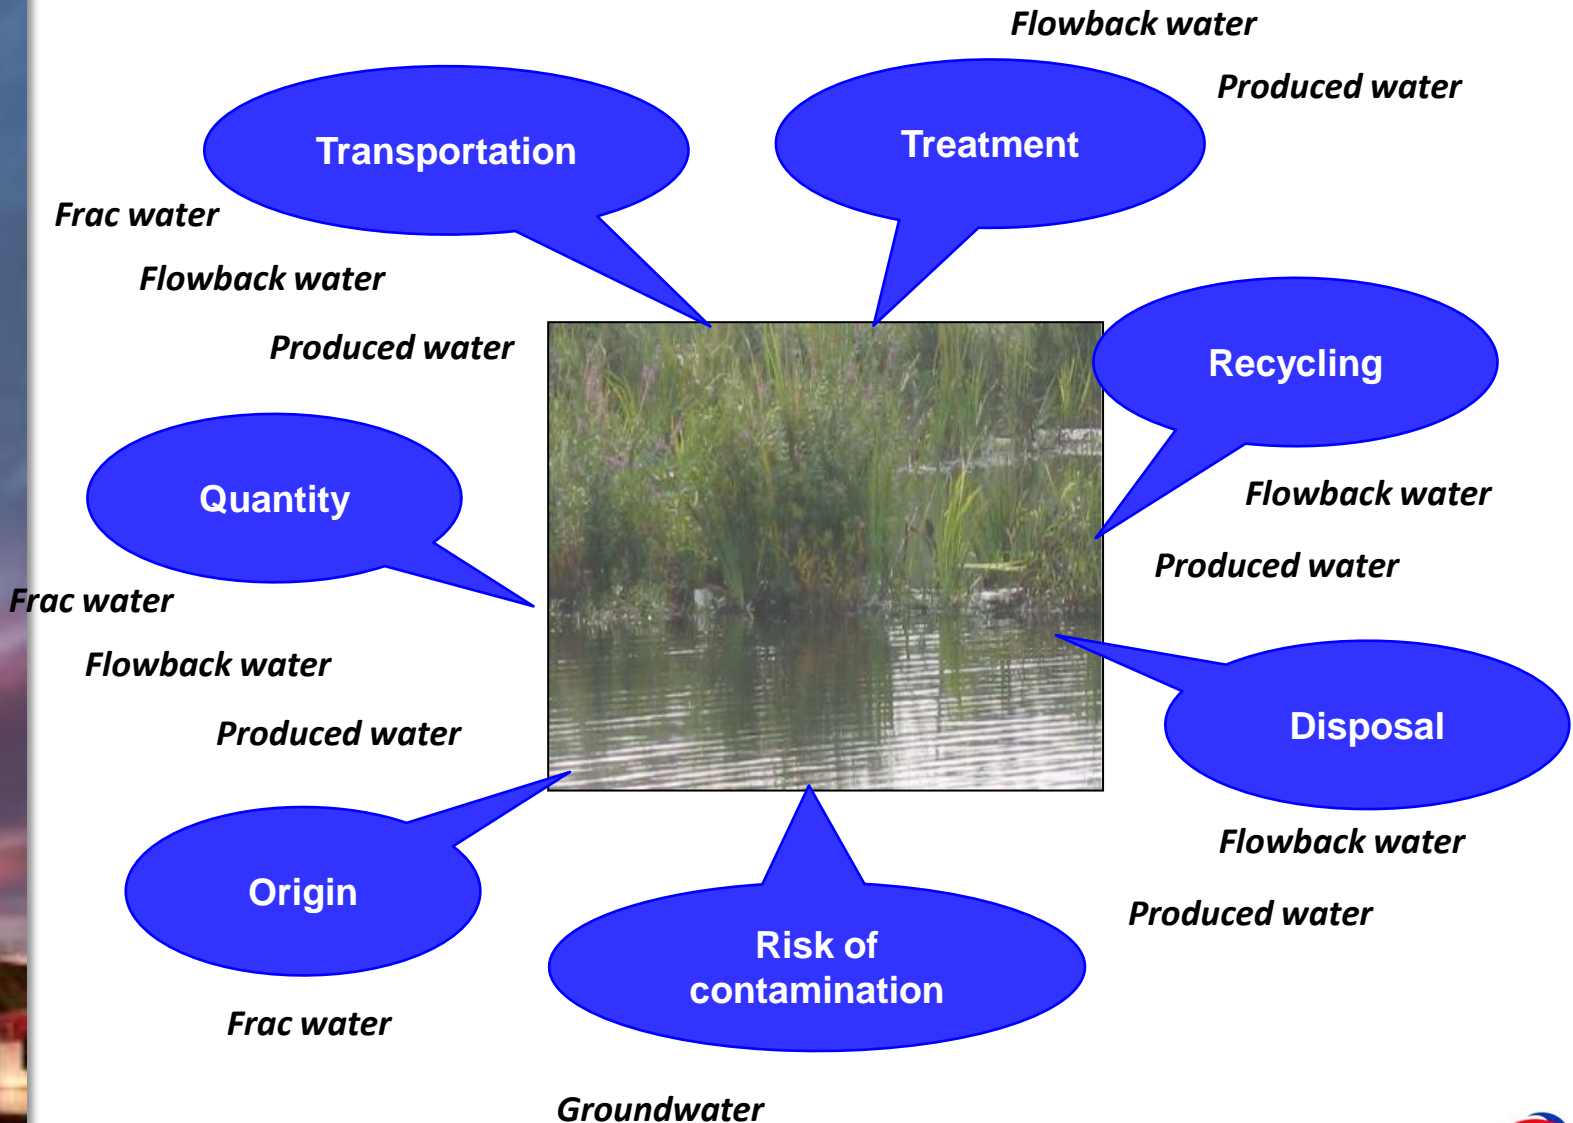 Flowback water
Produced water
Transportation
Treatment
Frac water
Flowback water
Produced water
Recycling
Quantity
Flowback water
Produced water
Frac water
Flowback water
Produced water
Disposal
Flowback water
Produced water
Origin
Risk of
contamination
Frac water
Groundwater